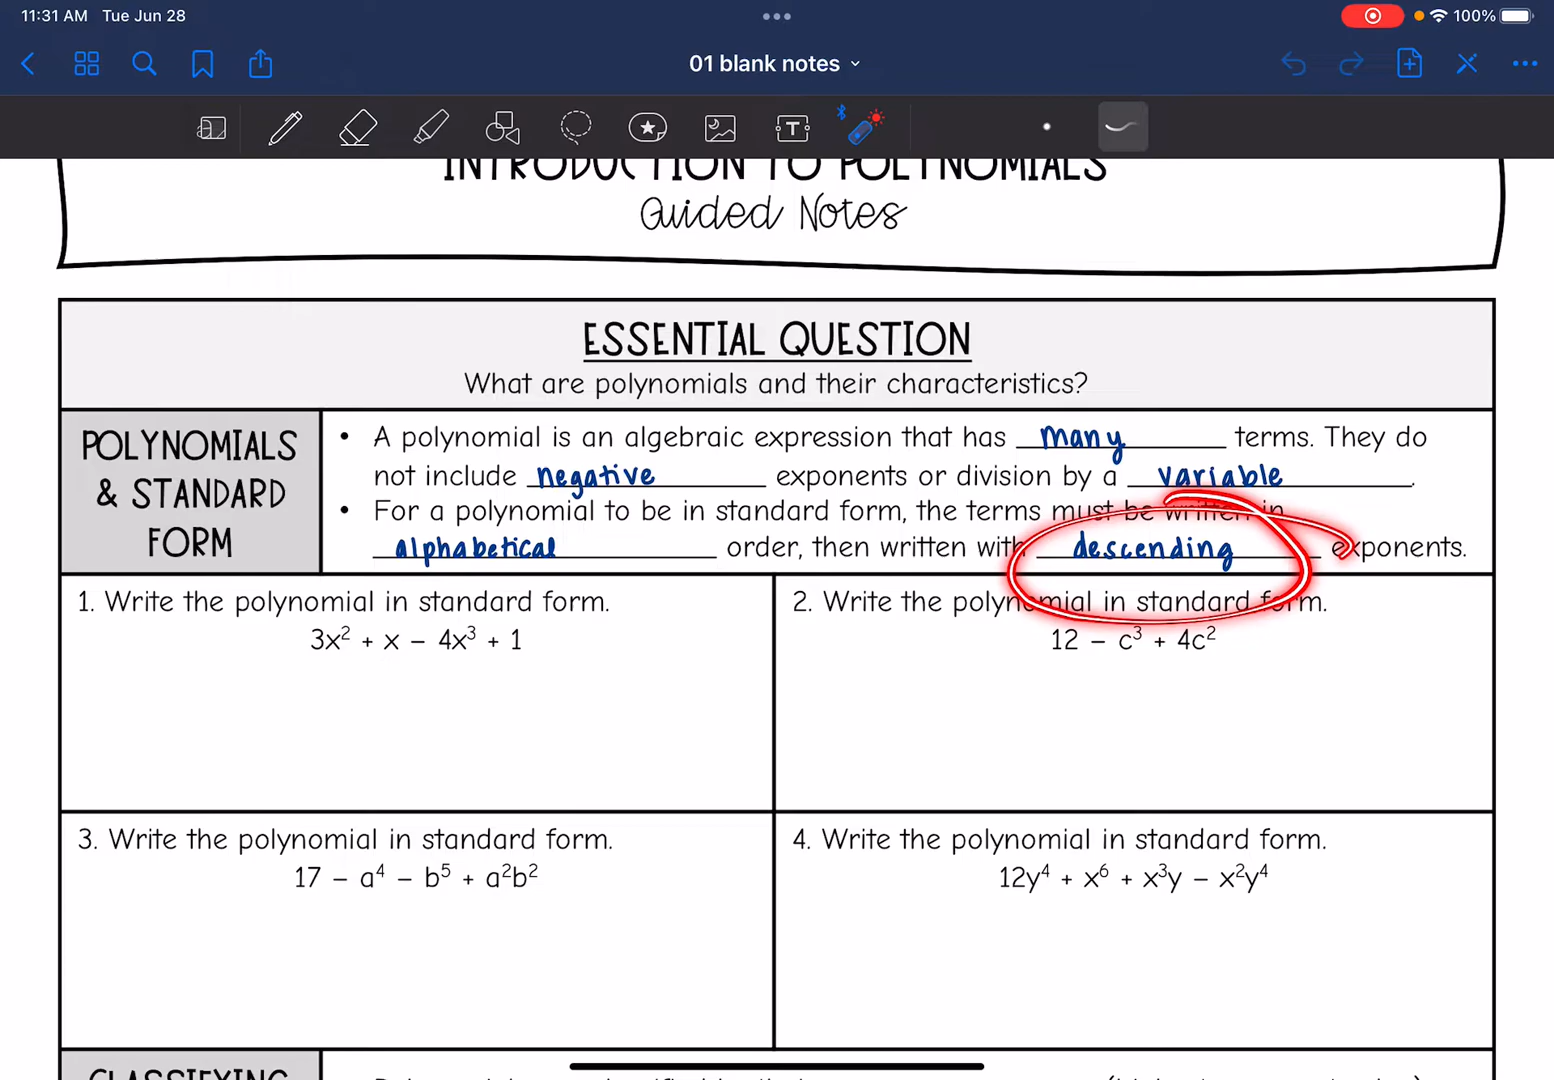 11:31 AM Tue Jun 28
100%
01 blank notes
INTRODUCTION TO POLYNOMIALS
Guided Notes
ESSENTIAL QUESTION
What are polynomials and their characteristics?
POLYNOMIALS
& STANDARD
FORM
• A polynomial is an algebraic expression that has many terms. They do
not include negative exponents or division by a variable.
• For a polynomial to be in standard form, the terms must be written in
alphabetical order, then written with descending exponents.
1. Write the polynomial in standard form.
3x² + x − 4x³ + 1
2. Write the polynomial in standard form.
12 − c³ + 4c²
3. Write the polynomial in standard form.
17 − a⁴ − b⁵ + a²b²
4. Write the polynomial in standard form.
12y⁴ + x⁶ + x³y − x²y⁴
CLASSIFYING